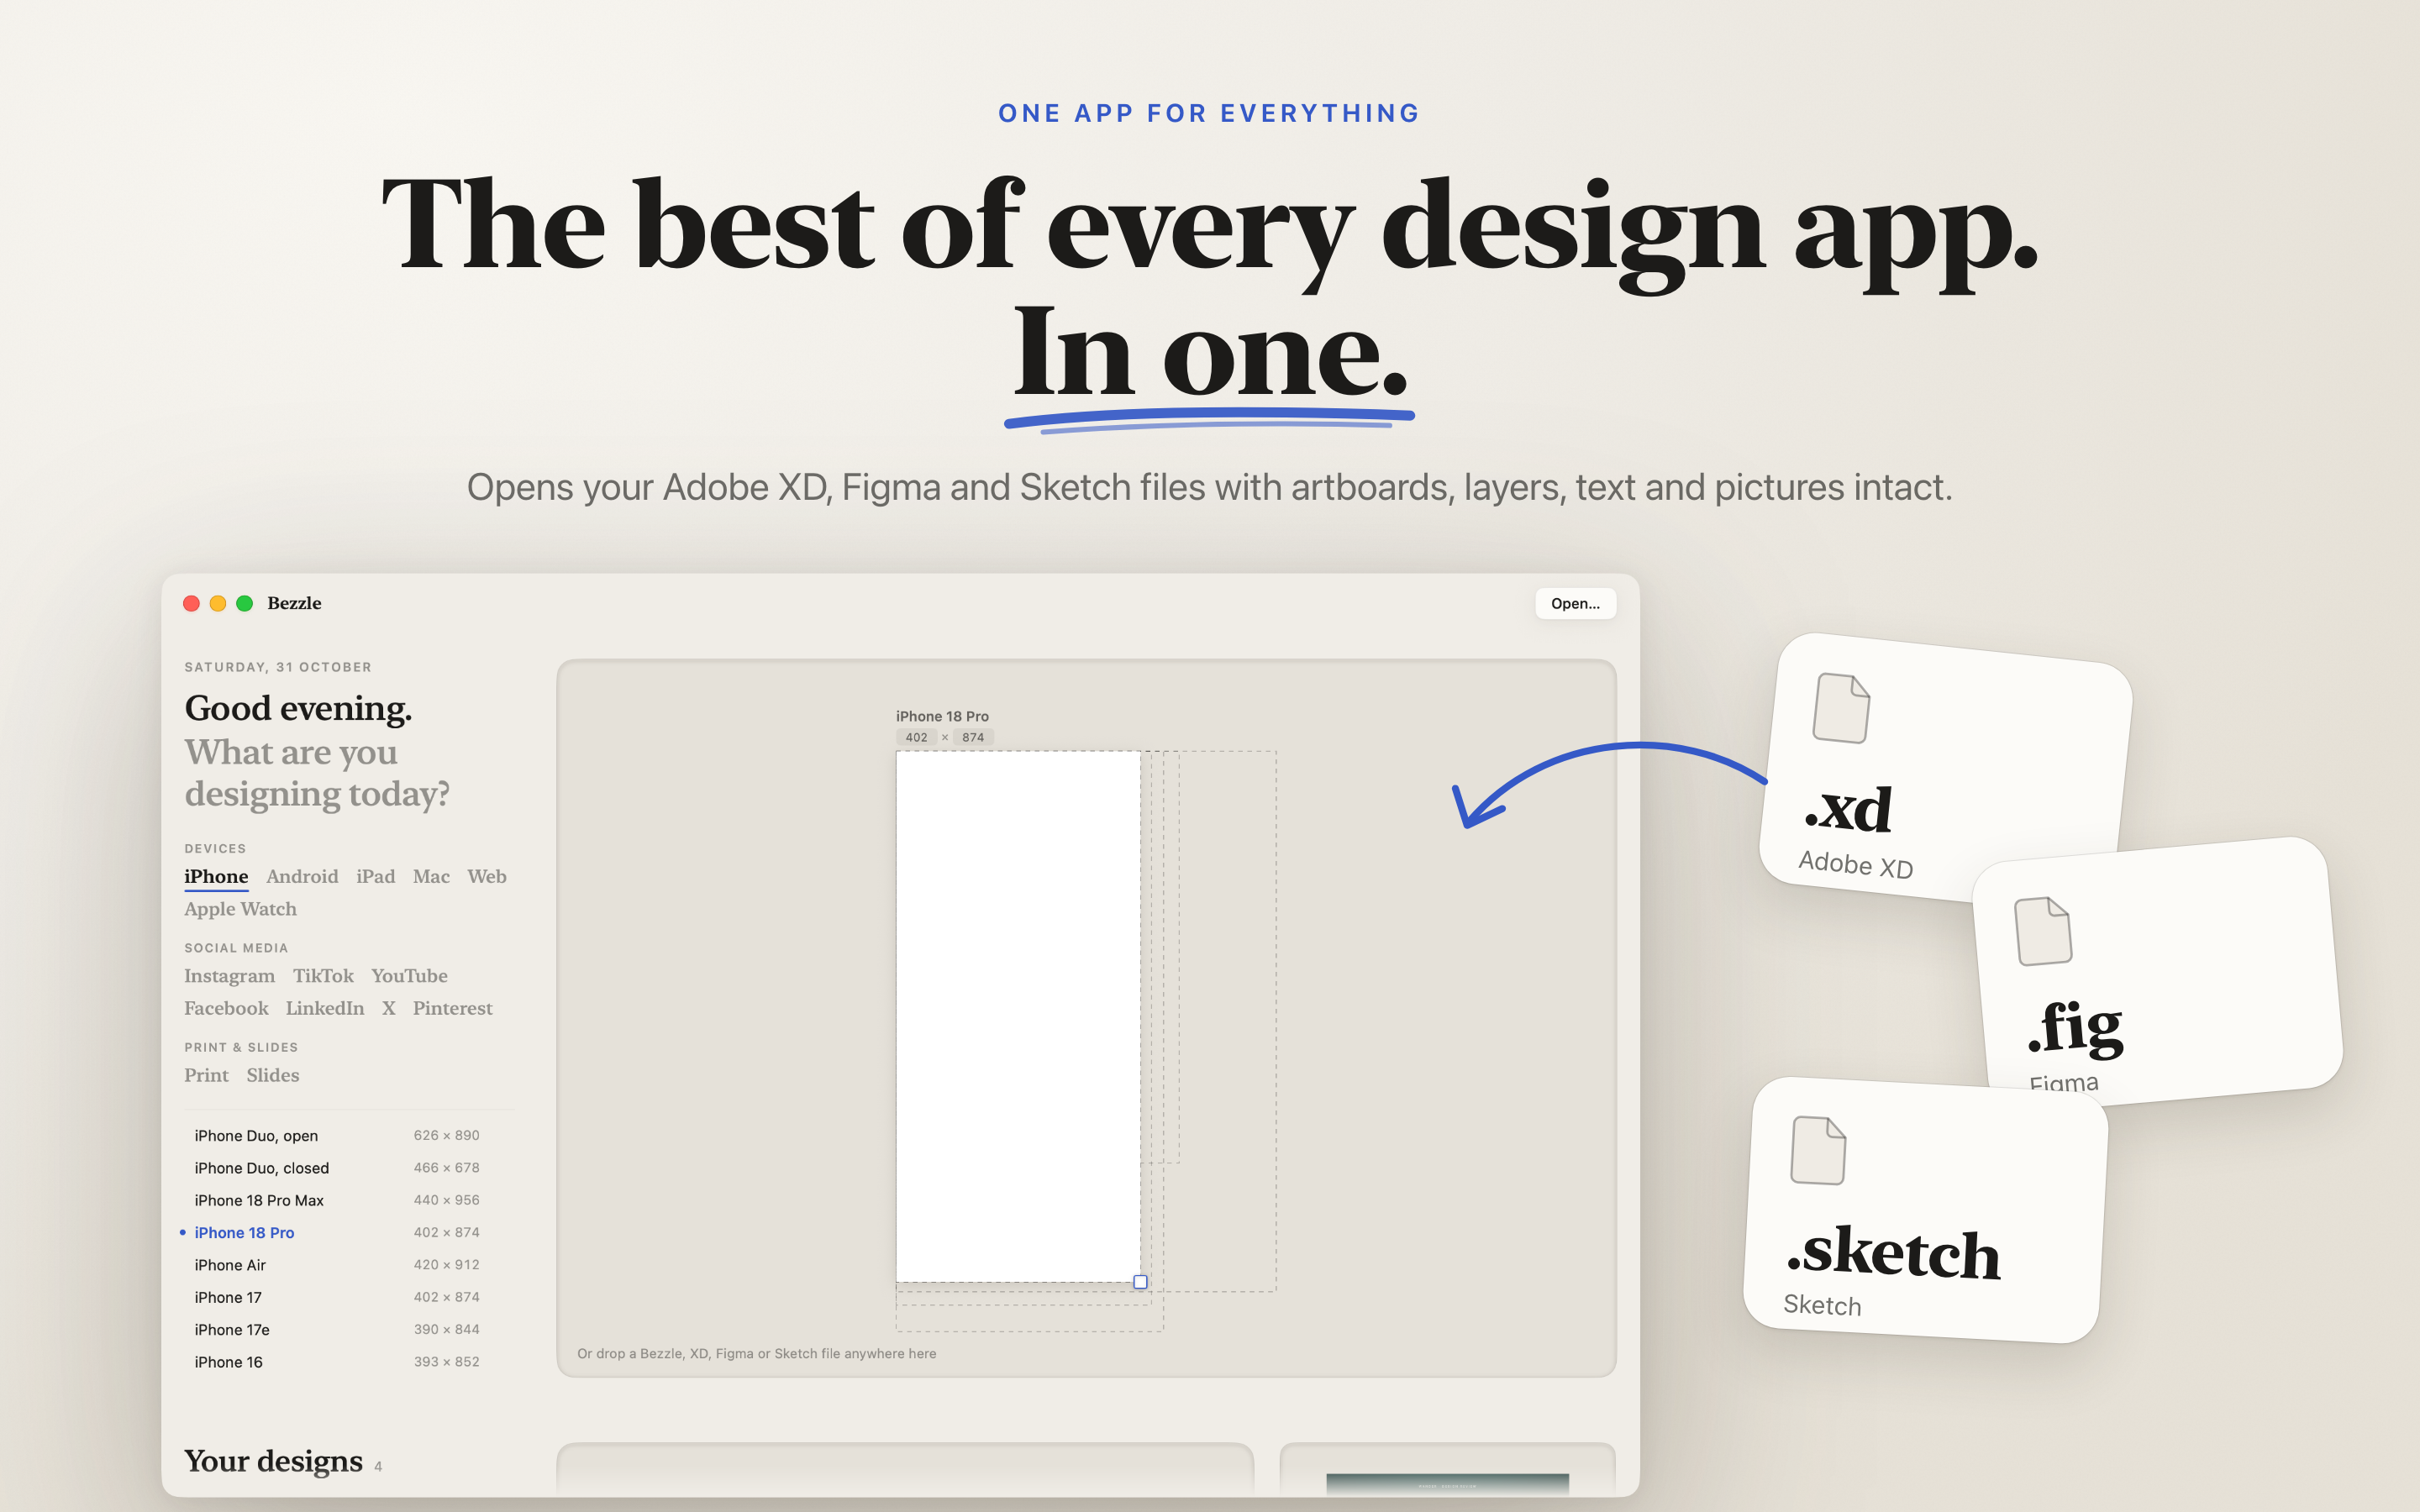 ONE APP FOR EVERYTHING
The best of every design app.
In one.
Opens your Adobe XD, Figma and Sketch files with artboards, layers, text and pictures intact.
Bezzle
Open...
SATURDAY, 31 OCTOBER
Good evening.
What are you
designing today?
DEVICES
iPhone Android iPad Mac Web
Apple Watch
SOCIAL MEDIA
Instagram TikTok YouTube
Facebook LinkedIn X Pinterest
PRINT & SLIDES
Print Slides
iPhone Duo, open 626 × 890
iPhone Duo, closed 466 × 678
iPhone 18 Pro Max 440 × 956
iPhone 18 Pro 402 × 874
iPhone Air 420 × 912
iPhone 17 402 × 874
iPhone 17e 390 × 844
iPhone 16 393 × 852
iPhone 18 Pro
402 × 874
Or drop a Bezzle, XD, Figma or Sketch file anywhere here
Your designs 4
.xd
Adobe XD
.fig
Figma
.sketch
Sketch